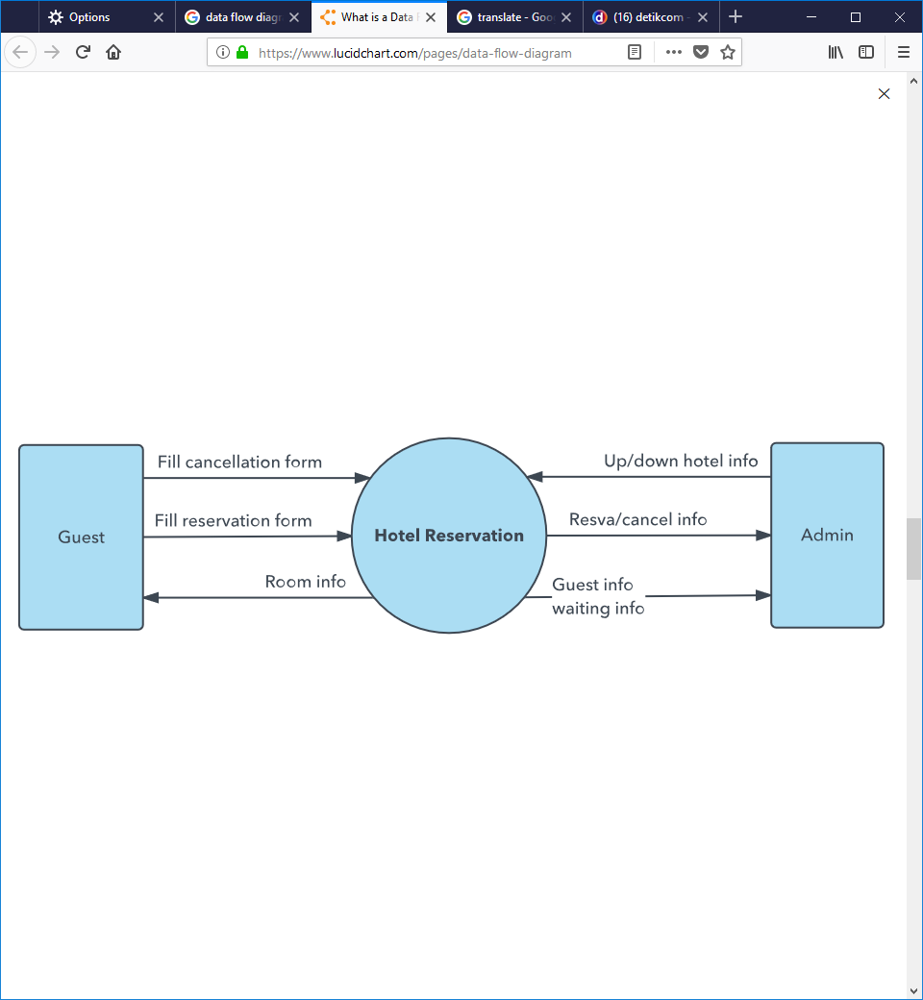 Options
data flow diagr
What is a Data F
translate - Goo
(16) detikcom -
https://www.lucidchart.com/pages/data-flow-diagram
Fill cancellation form
Up/down hotel info
Fill reservation form
Resva/cancel info
Guest
Hotel Reservation
Admin
Room info
Guest info
waiting info